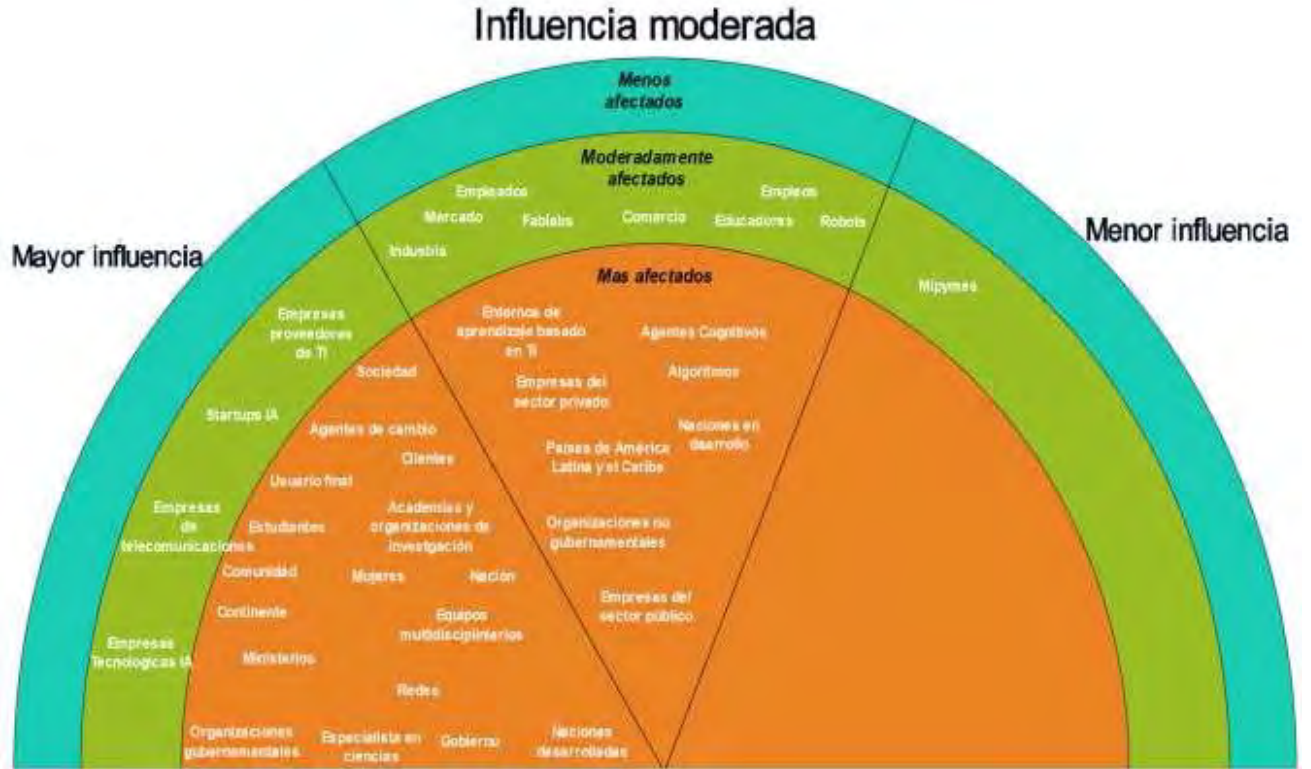 Influencia moderada
Menos
afectados
Moderadamente
afectados
Empleados
Empleos
Mercado
Fablabs
Comercio
Educadores
Robots
Industria
Mayor influencia
Menor influencia
Mas afectados
Mipymes
Empresas
proveedoras
de TI
Entornos de
aprendizaje basado
en TI
Agentes Cognitivos
Sociedad
Algoritmos
Empresas del
sector privado
Startups IA
Agentes de cambio
Naciones en
desarrollo
Clientes
Países de América
Latina y el Caribe
Usuario final
Empresas
de
telecomunicaciones
Estudiantes
Academias y
organizaciones de
investgación
Organizaciones no
gubernamentales
Comunidad
Mujeres
Nación
Continente
Equipos
multidisciplinierios
Empresas del
sector público
Empresas
Tecnologicas IA
Ministerios
Redes
Organizaciones
gubernamentales
Especialista en
ciencias
Gobierno
Naciones
desarrolladas